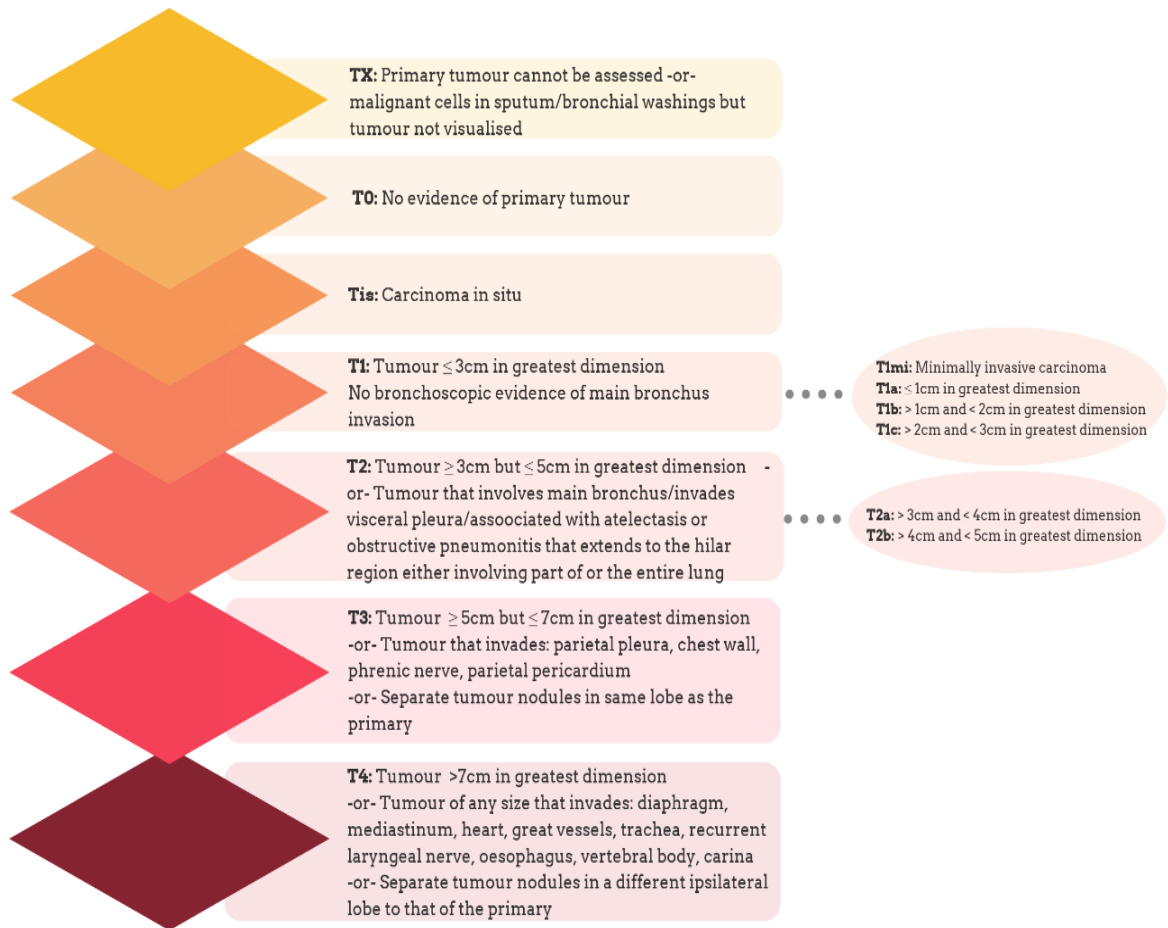 TX: Primary tumour cannot be assessed -or-
malignant cells in sputum/bronchial washings but
tumour not visualised
T0: No evidence of primary tumour
Tis: Carcinoma in situ
T1: Tumour ≤ 3cm in greatest dimension
No bronchoscopic evidence of main bronchus
invasion
T1mi: Minimally invasive carcinoma
T1a: ≤ 1cm in greatest dimension
T1b: > 1cm and < 2cm in greatest dimension
T1c: > 2cm and < 3cm in greatest dimension
T2: Tumour ≥ 3cm but ≤ 5cm in greatest dimension -
or- Tumour that involves main bronchus/invades
visceral pleura/assoociated with atelectasis or
obstructive pneumonitis that extends to the hilar
region either involving part of or the entire lung
T2a: > 3cm and < 4cm in greatest dimension
T2b: > 4cm and < 5cm in greatest dimension
T3: Tumour ≥ 5cm but ≤ 7cm in greatest dimension
-or- Tumour that invades: parietal pleura, chest wall,
phrenic nerve, parietal pericardium
-or- Separate tumour nodules in same lobe as the
primary
T4: Tumour >7cm in greatest dimension
-or- Tumour of any size that invades: diaphragm,
mediastinum, heart, great vessels, trachea, recurrent
laryngeal nerve, oesophagus, vertebral body, carina
-or- Separate tumour nodules in a different ipsilateral
lobe to that of the primary